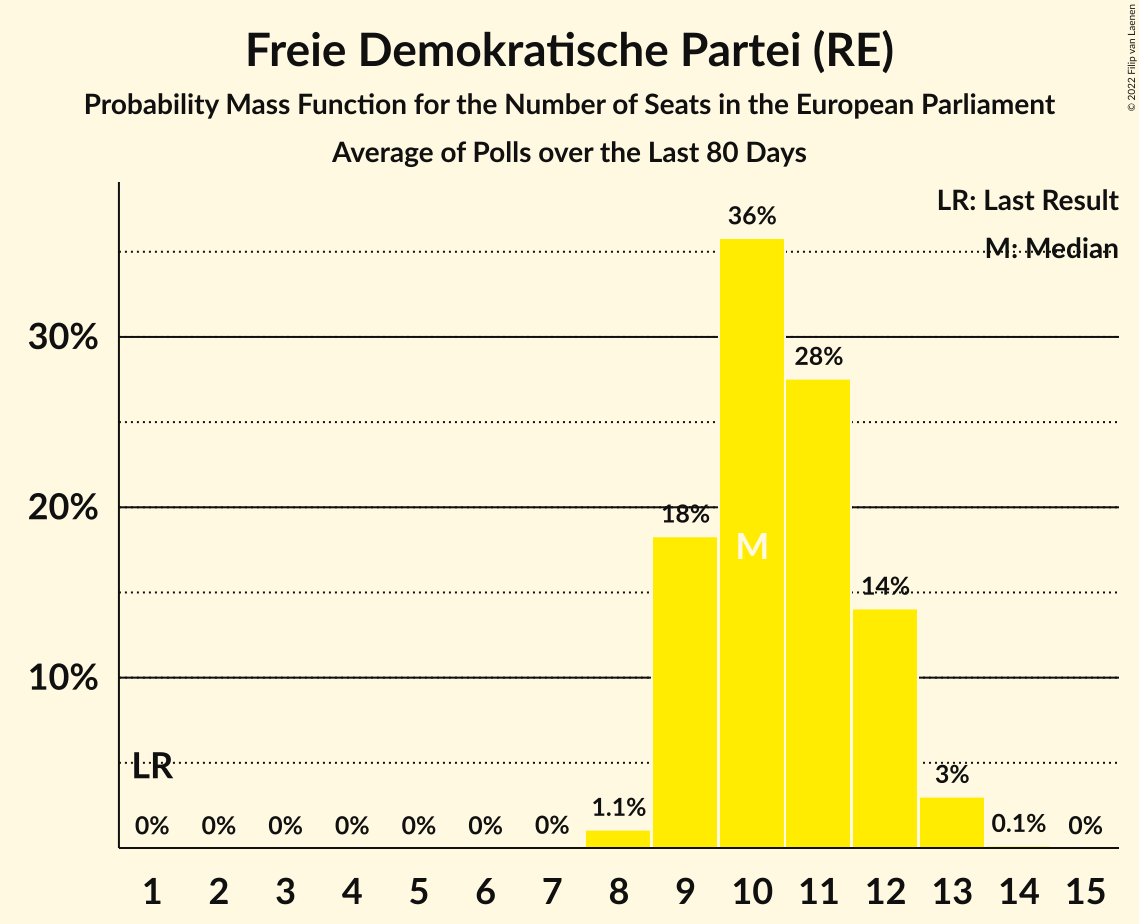 Freie Demokratische Partei (RE)
Probability Mass Function for the Number of Seats in the European Parliament
Average of Polls over the Last 80 Days
© 2022 Filip van Laenen
LR: Last Result
M: Median
36%
30%
28%
20%
18%
M
14%
10%
LR
3%
0% 0% 0% 0% 0% 0% 0% 1.1% 0.1% 0%
1 2 3 4 5 6 7 8 9 10 11 12 13 14 15